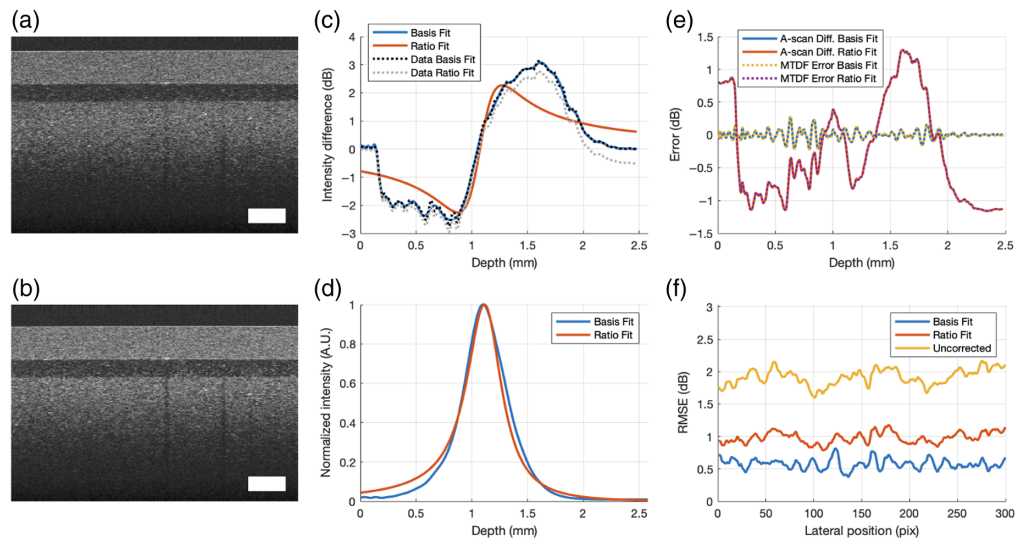 (a)
(b)
(c)
4
3
2
1
0
−1
−2
−3
Intensity difference (dB)
Basis Fit
Ratio Fit
Data Basis Fit
Data Ratio Fit
0
0.5
1
1.5
2
2.5
Depth (mm)
(d)
1
0.8
0.6
0.4
0.2
0
Normalized intensity (A.U.)
Basis Fit
Ratio Fit
0
0.5
1
1.5
2
2.5
Depth (mm)
(e)
1.5
1
0.5
0
-0.5
-1
-1.5
Error (dB)
A-scan Diff. Basis Fit
A-scan Diff. Ratio Fit
MTDF Error Basis Fit
MTDF Error Ratio Fit
0
0.5
1
1.5
2
2.5
Depth (mm)
(f)
3
2.5
2
1.5
1
0.5
0
RMSE (dB)
Basis Fit
Ratio Fit
Uncorrected
0
50
100
150
200
250
300
Lateral position (pix)